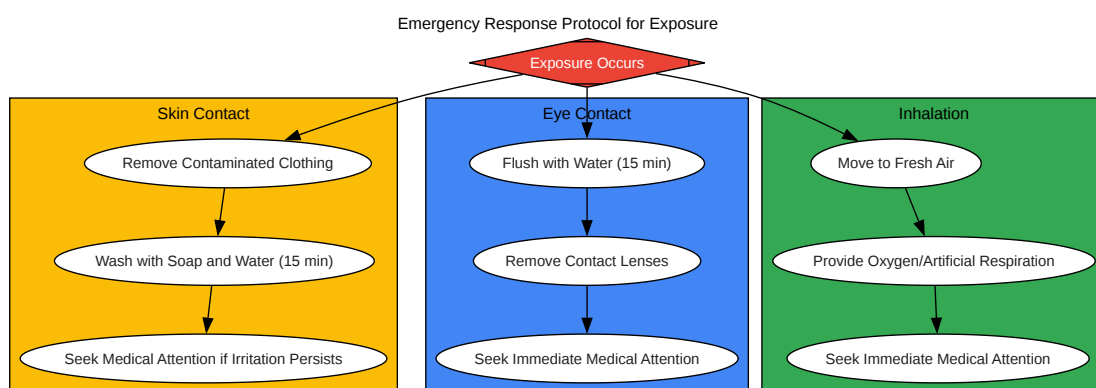 Emergency Response Protocol for Exposure
Exposure Occurs
Skin Contact
Remove Contaminated Clothing
Wash with Soap and Water (15 min)
Seek Medical Attention if Irritation Persists
Eye Contact
Flush with Water (15 min)
Remove Contact Lenses
Seek Immediate Medical Attention
Inhalation
Move to Fresh Air
Provide Oxygen/Artificial Respiration
Seek Immediate Medical Attention